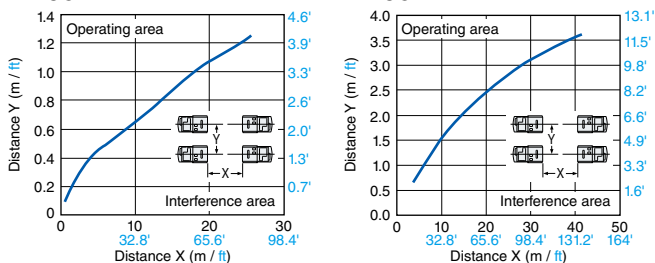 1.4
1.2
1.0
0.8
0.6
0.4
0.2
0
Distance Y (m / ft)
Operating area
Y
X
Interference area
4.6'
3.9'
3.3'
2.6'
2.0'
1.3'
0.7'
0 10 20 30
32.8' 65.6' 98.4'
Distance X (m / ft)
4.0
3.5
3.0
2.5
2.0
1.5
1.0
0.5
0.0
Distance Y (m / ft)
Operating area
Y
X
Interference area
13.1'
11.5'
9.8'
8.2'
6.6'
4.9'
3.3'
1.6'
0 10 20 30 40 50
32.8' 65.6' 98.4' 131.2' 164'
Distance X (m / ft)